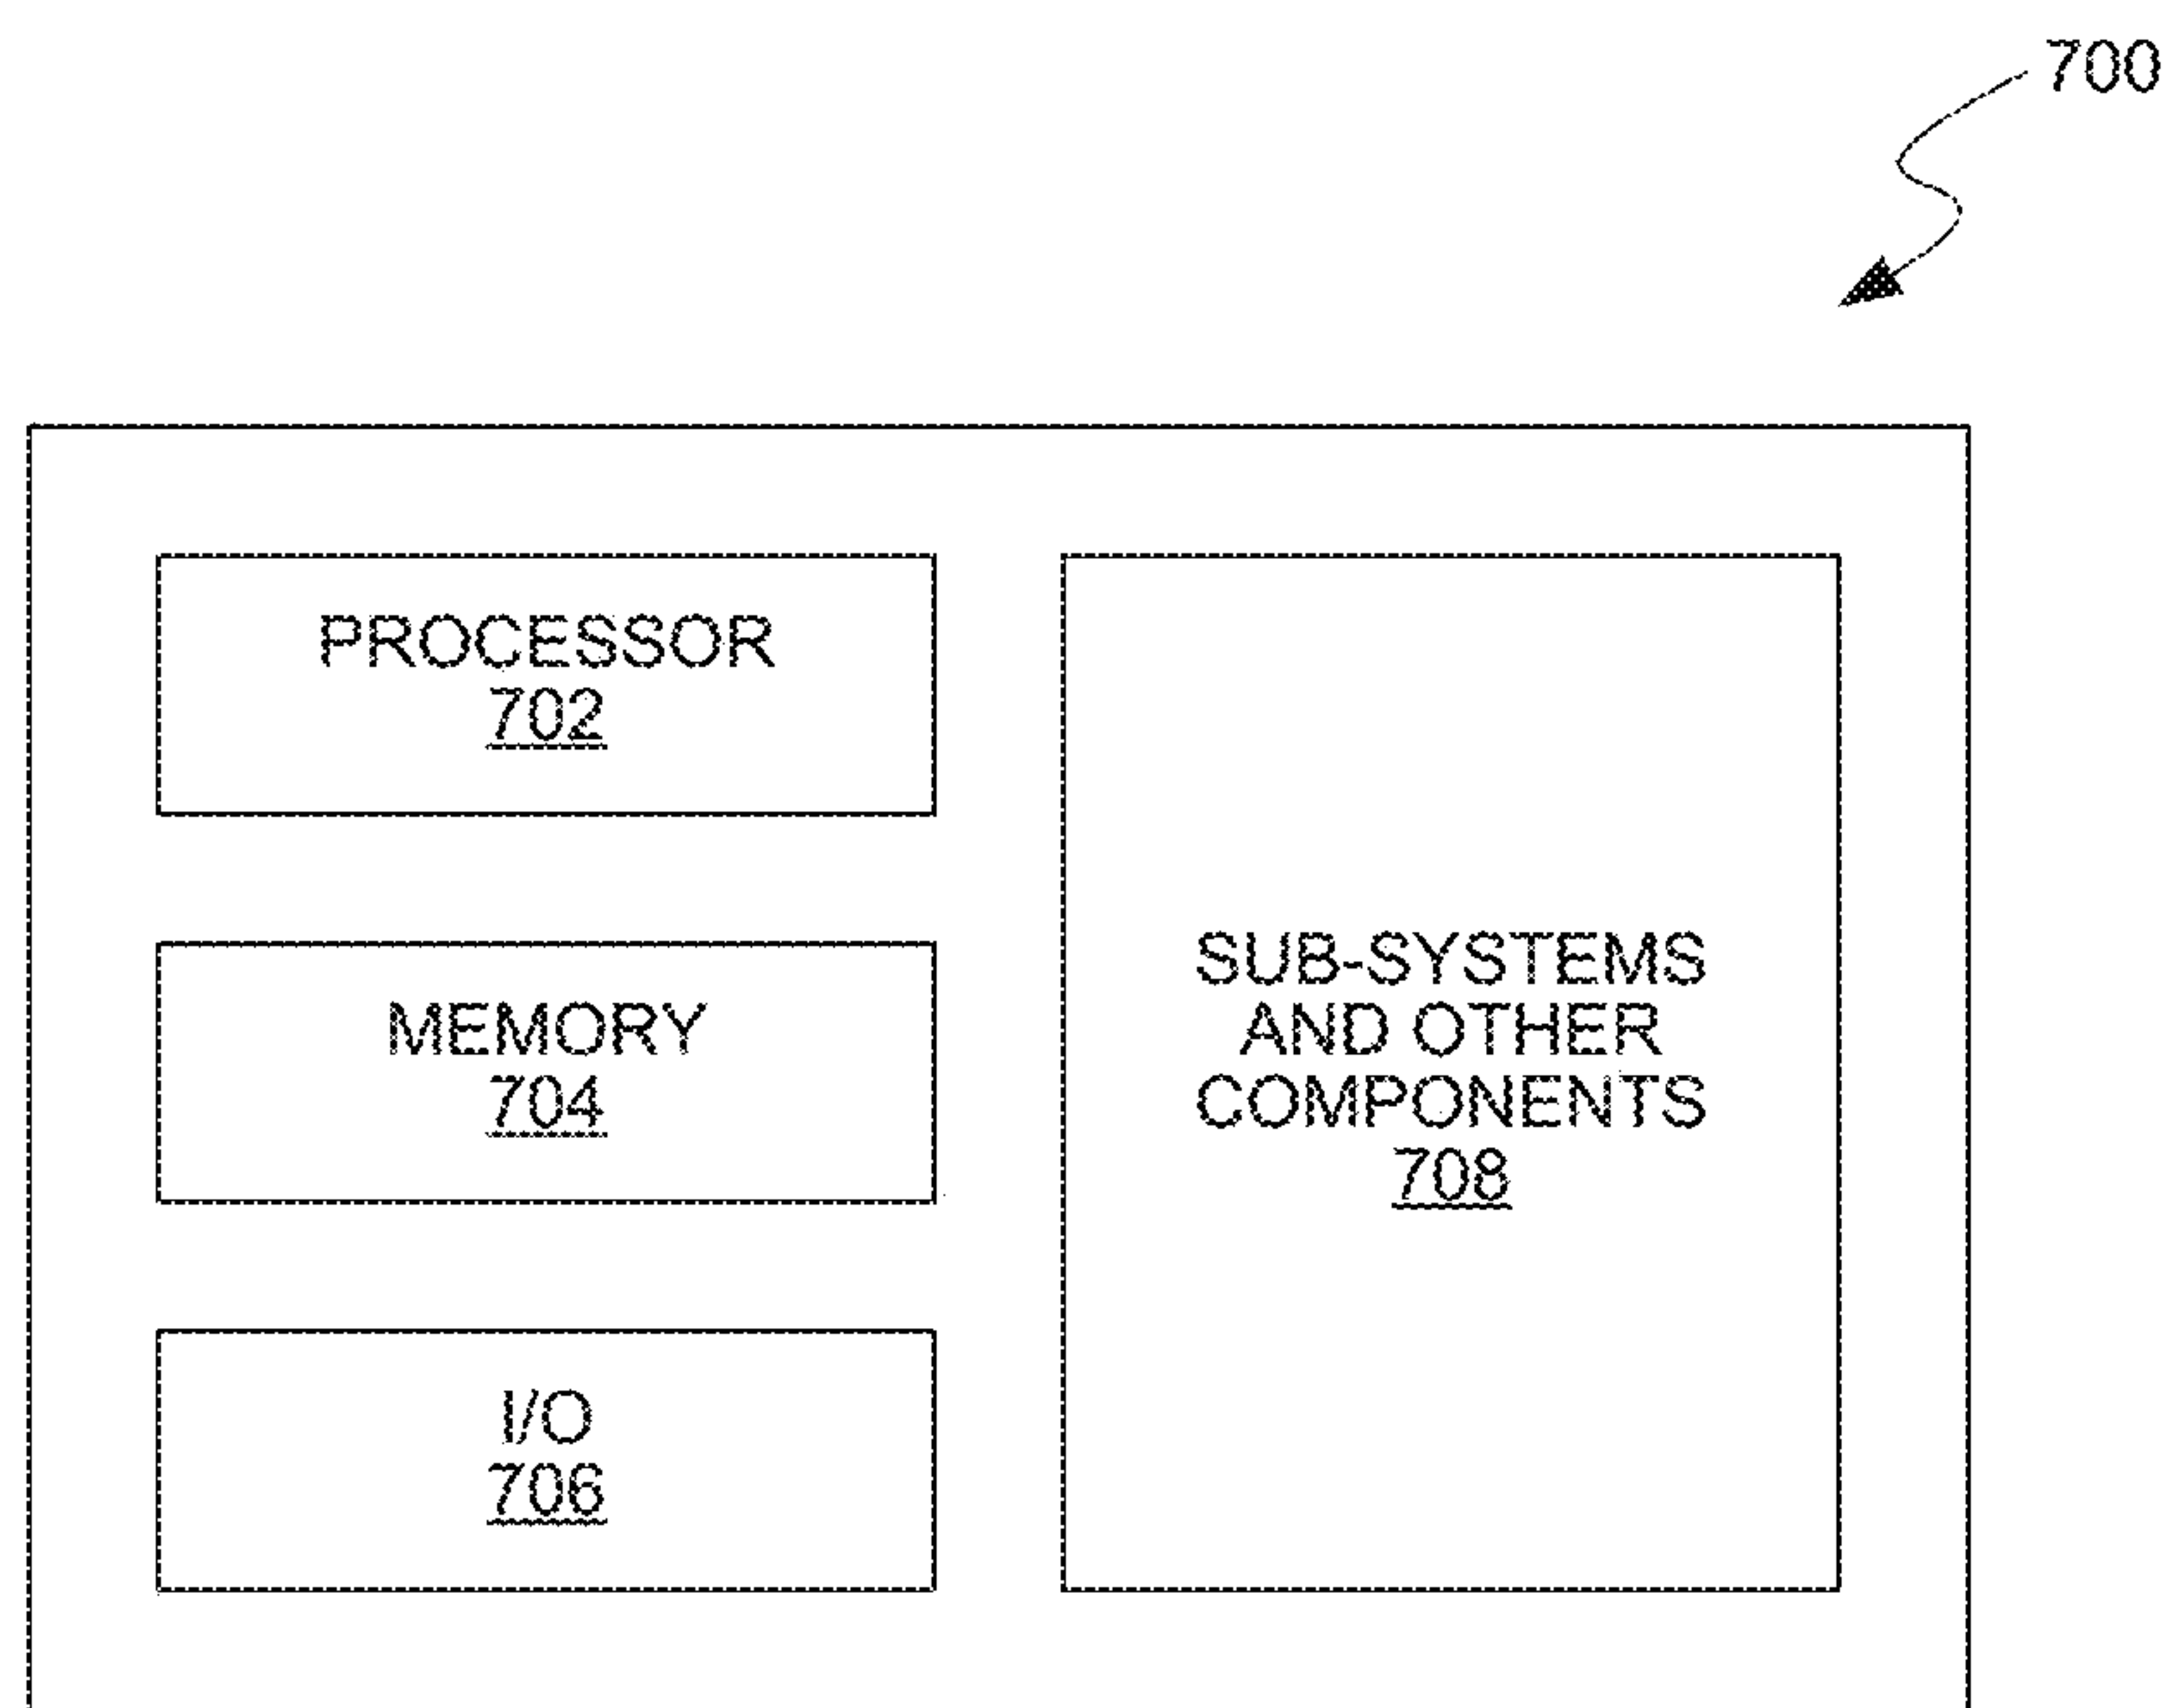 700
PROCESSOR
702
MEMORY
704
I/O
706
SUB-SYSTEMS
AND OTHER
COMPONENTS
708